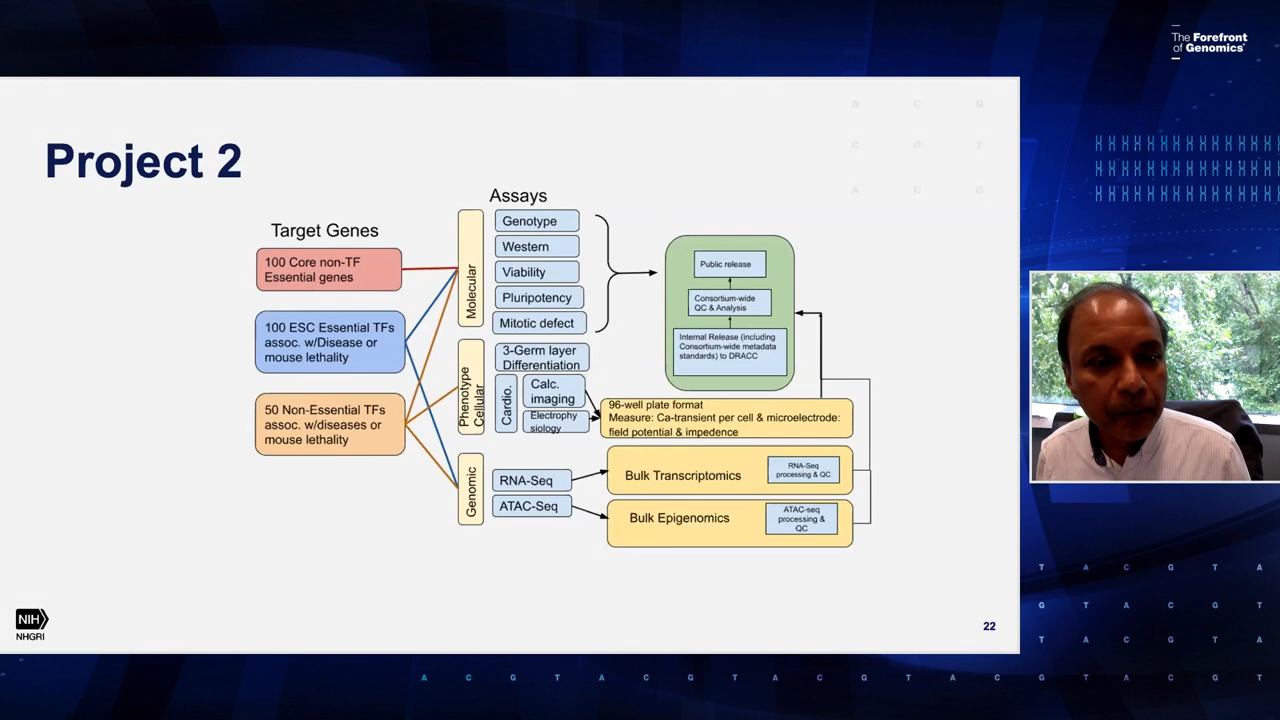 The Forefront
of Genomics
A C G
C G T
A C G
Project 2
Target Genes
100 Core non-TF
Essential genes
100 ESC Essential TFs
assoc. w/Disease or
mouse lethality
50 Non-Essential TFs
assoc. w/diseases or
mouse lethality
Assays
Molecular
Genotype
Western
Viability
Pluripotency
Mitotic defect
Phenotype
Cellular
3-Germ layer
Differentiation
Cardio.
Calc.
imaging
Electrophy
siology
Genomic
RNA-Seq
ATAC-Seq
Public release
Consortium-wide
QC & Analysis
Internal Release (including
Consortium-wide metadata
standards) to DRACC
96-well plate format
Measure: Ca-transient per cell & microelectrode:
field potential & impedence
Bulk Transcriptomics
RNA-Seq
processing & QC
Bulk Epigenomics
ATAC-seq
processing &
QC
NIH
NHGRI
22
T A C G T A
G T A C G T
T A C G T
A C G T A C G T A C G T A C G T